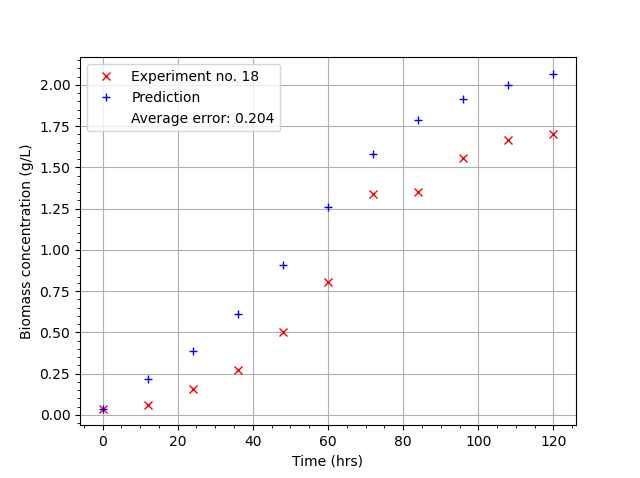 Experiment no. 18
Prediction
Average error: 0.204
2.00
1.75
1.50
1.25
1.00
0.75
0.50
0.25
0.00
Biomass concentration (g/L)
0 20 40 60 80 100 120
Time (hrs)